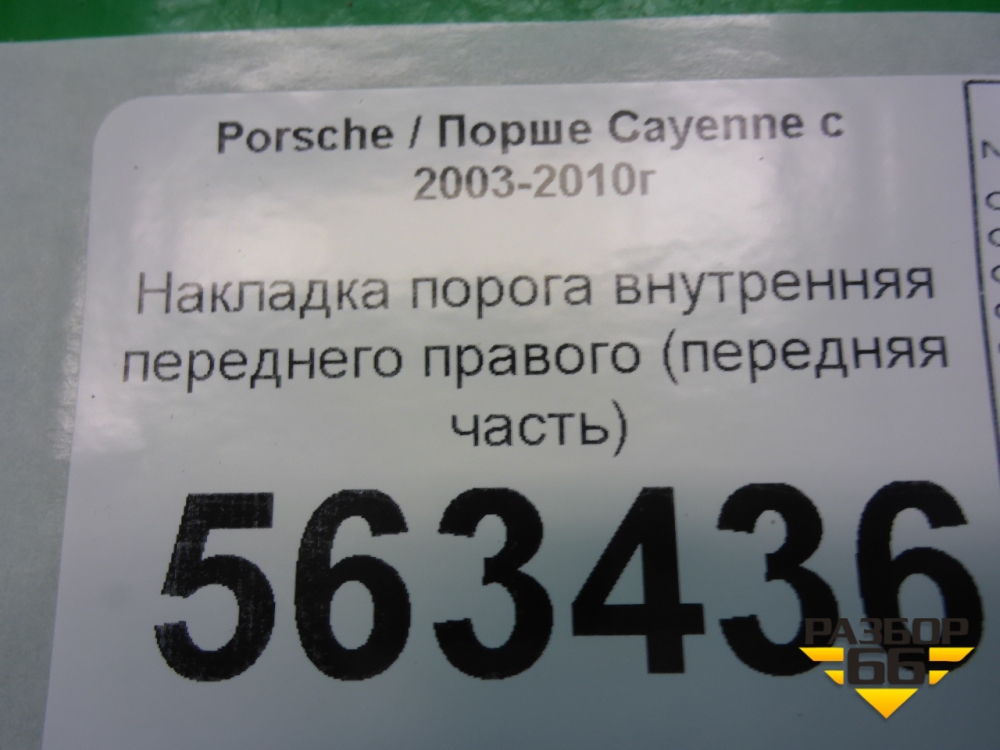 Porsche / Порше Cayenne с
2003-2010г
Накладка порога внутренняя
переднего правого (передняя
часть)
563436
РАЗБОР
66